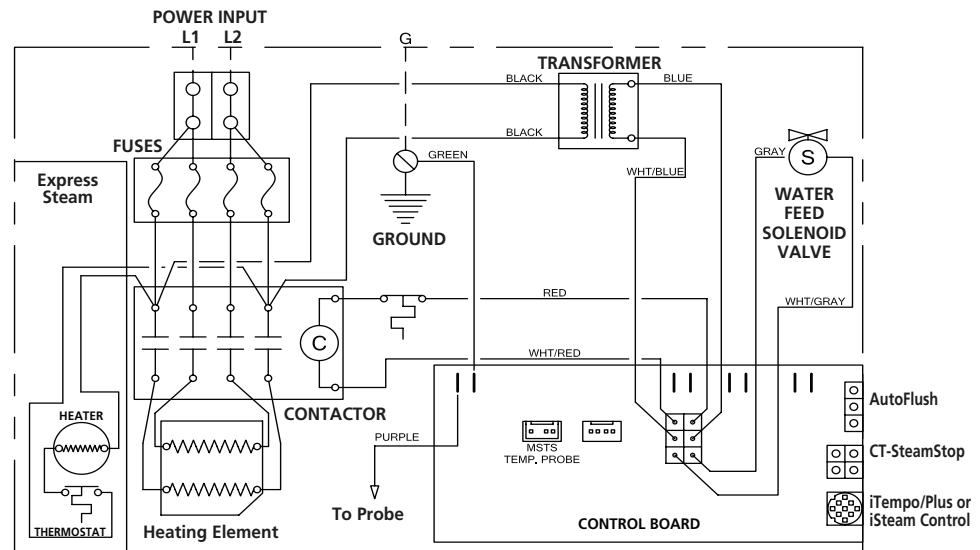 POWER INPUT
L1 L2
G
TRANSFORMER
BLACK
BLUE
FUSES
BLACK
GREEN
GRAY
S
Express
Steam
WHT/BLUE
WATER
FEED
SOLENOID
VALVE
GROUND
RED
WHT/GRAY
C
WHT/RED
CONTACTOR
AutoFlush
HEATER
PURPLE
MSTS
TEMP. PROBE
CT-SteamStop
To Probe
iTempo/Plus or
iSteam Control
THERMOSTAT
Heating Element
CONTROL BOARD